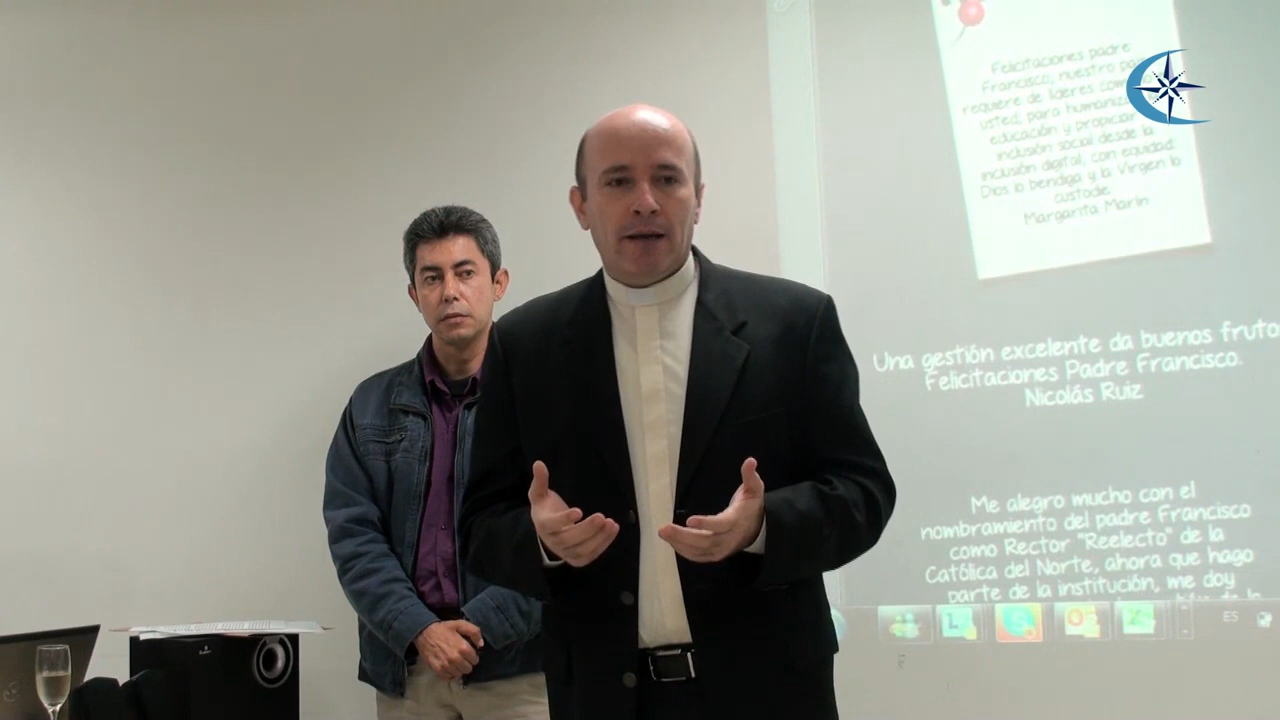 Felicitaciones padre
Francisco, nuestro
requiere de líderes como
usted, para
educación y propiciar
inclusión social desde la
inclusión digital, con equidad.
Dios lo bendiga y la Virgen lo
custode.
Margarita Marín
Una gestión excelente da buenos fruto
Felicitaciones Padre Francisco.
Nicolás Ruiz
Me alegro mucho con el
nombramiento del padre Francisco
como Rector "Reelecto" de la
Católica del Norte, ahora que hago
parte de la institución, me doy
ES